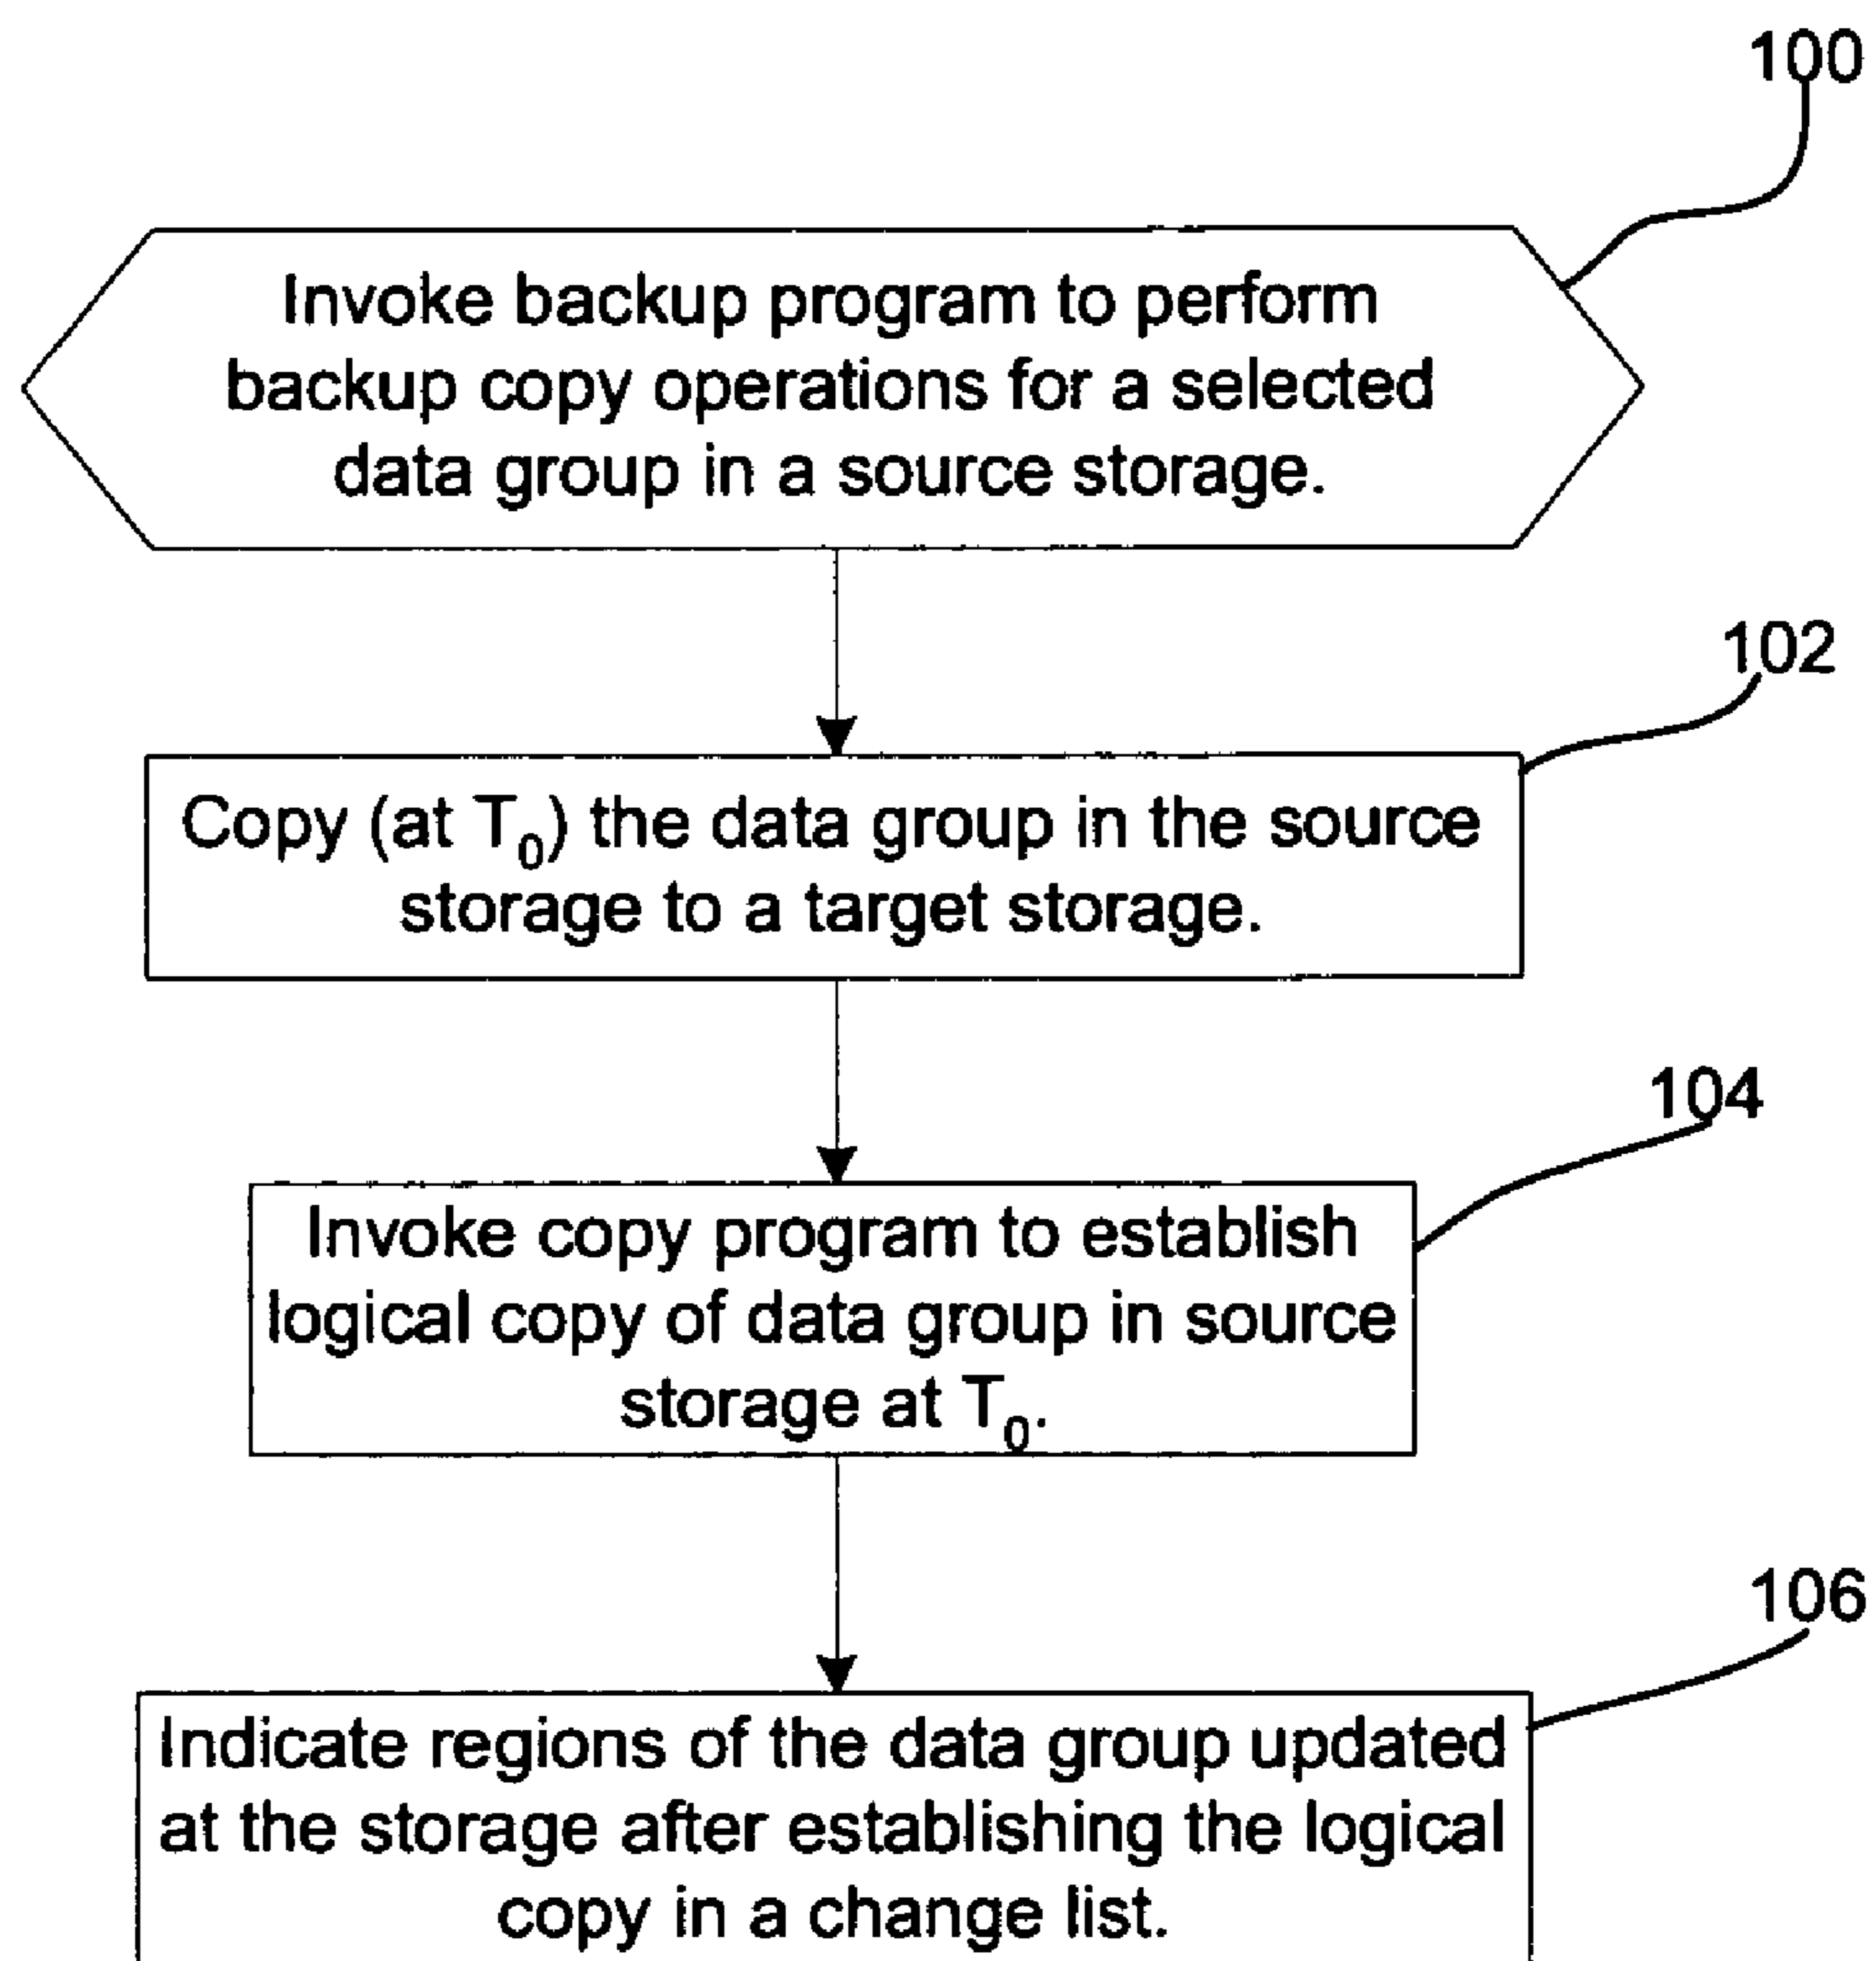 100
Invoke backup program to perform
backup copy operations for a selected
data group in a source storage.
102
Copy (at T₀) the data group in the source
storage to a target storage.
104
Invoke copy program to establish
logical copy of data group in source
storage at T₀.
106
Indicate regions of the data group updated
at the storage after establishing the logical
copy in a change list.